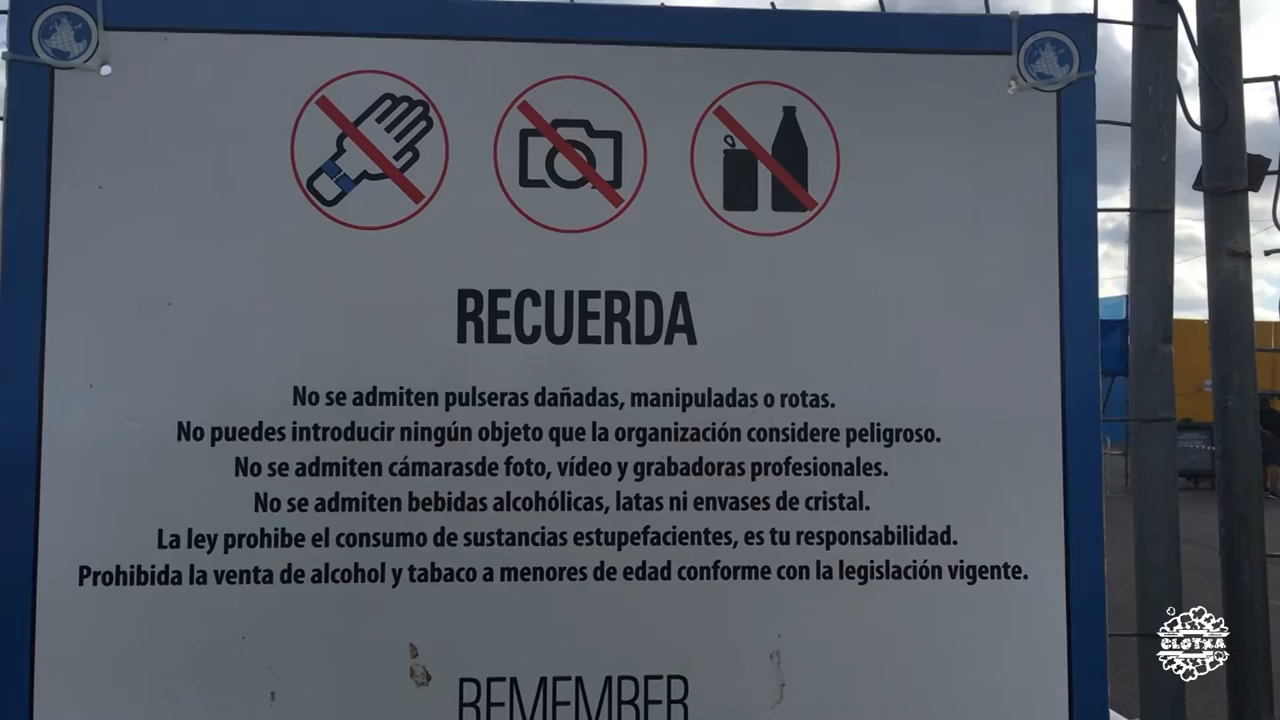 RECUERDA
No se admiten pulseras dañadas, manipuladas o rotas.
No puedes introducir ningún objeto que la organización considere peligroso.
No se admiten cámarasde foto, vídeo y grabadoras profesionales.
No se admiten bebidas alcohólicas, latas ni envases de cristal.
La ley prohibe el consumo de sustancias estupefacientes, es tu responsabilidad.
Prohibida la venta de alcohol y tabaco a menores de edad conforme con la legislación vigente.
REMEMBER
CLOTXA